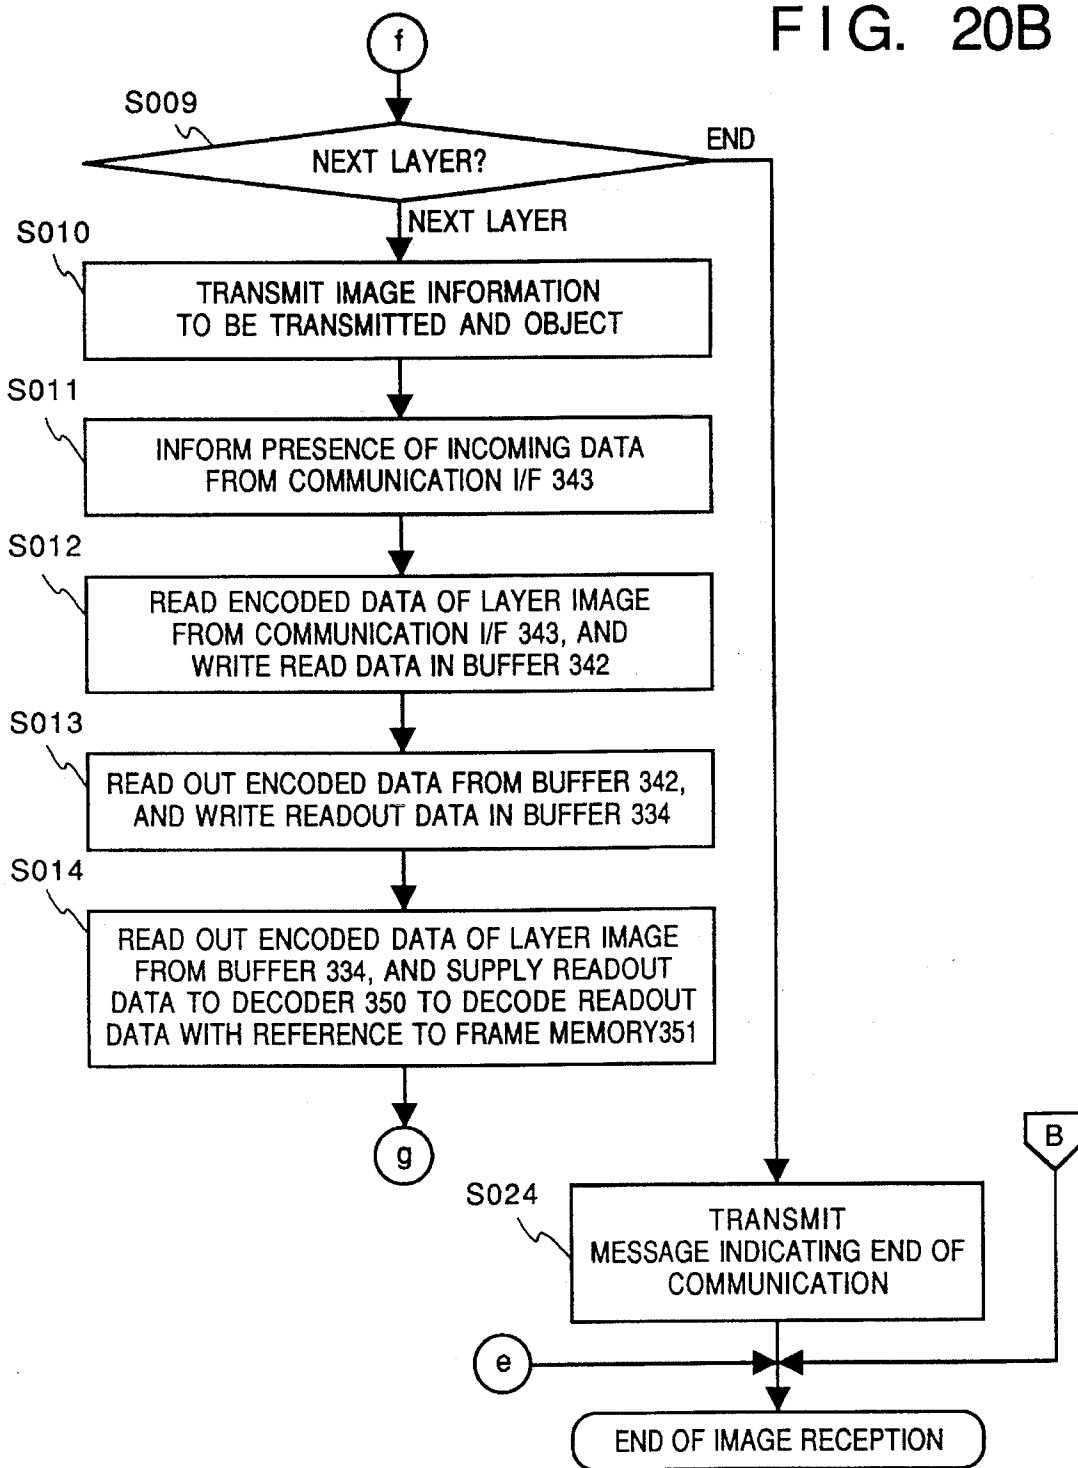 FIG. 20B
f
S009
NEXT LAYER?
END
NEXT LAYER
S010
TRANSMIT IMAGE INFORMATION
TO BE TRANSMITTED AND OBJECT
S011
INFORM PRESENCE OF INCOMING DATA
FROM COMMUNICATION I/F 343
S012
READ ENCODED DATA OF LAYER IMAGE
FROM COMMUNICATION I/F 343, AND
WRITE READ DATA IN BUFFER 342
S013
READ OUT ENCODED DATA FROM BUFFER 342,
AND WRITE READOUT DATA IN BUFFER 334
S014
READ OUT ENCODED DATA OF LAYER IMAGE
FROM BUFFER 334, AND SUPPLY READOUT
DATA TO DECODER 350 TO DECODE READOUT
DATA WITH REFERENCE TO FRAME MEMORY351
g
B
S024
TRANSMIT
MESSAGE INDICATING END OF
COMMUNICATION
e
END OF IMAGE RECEPTION